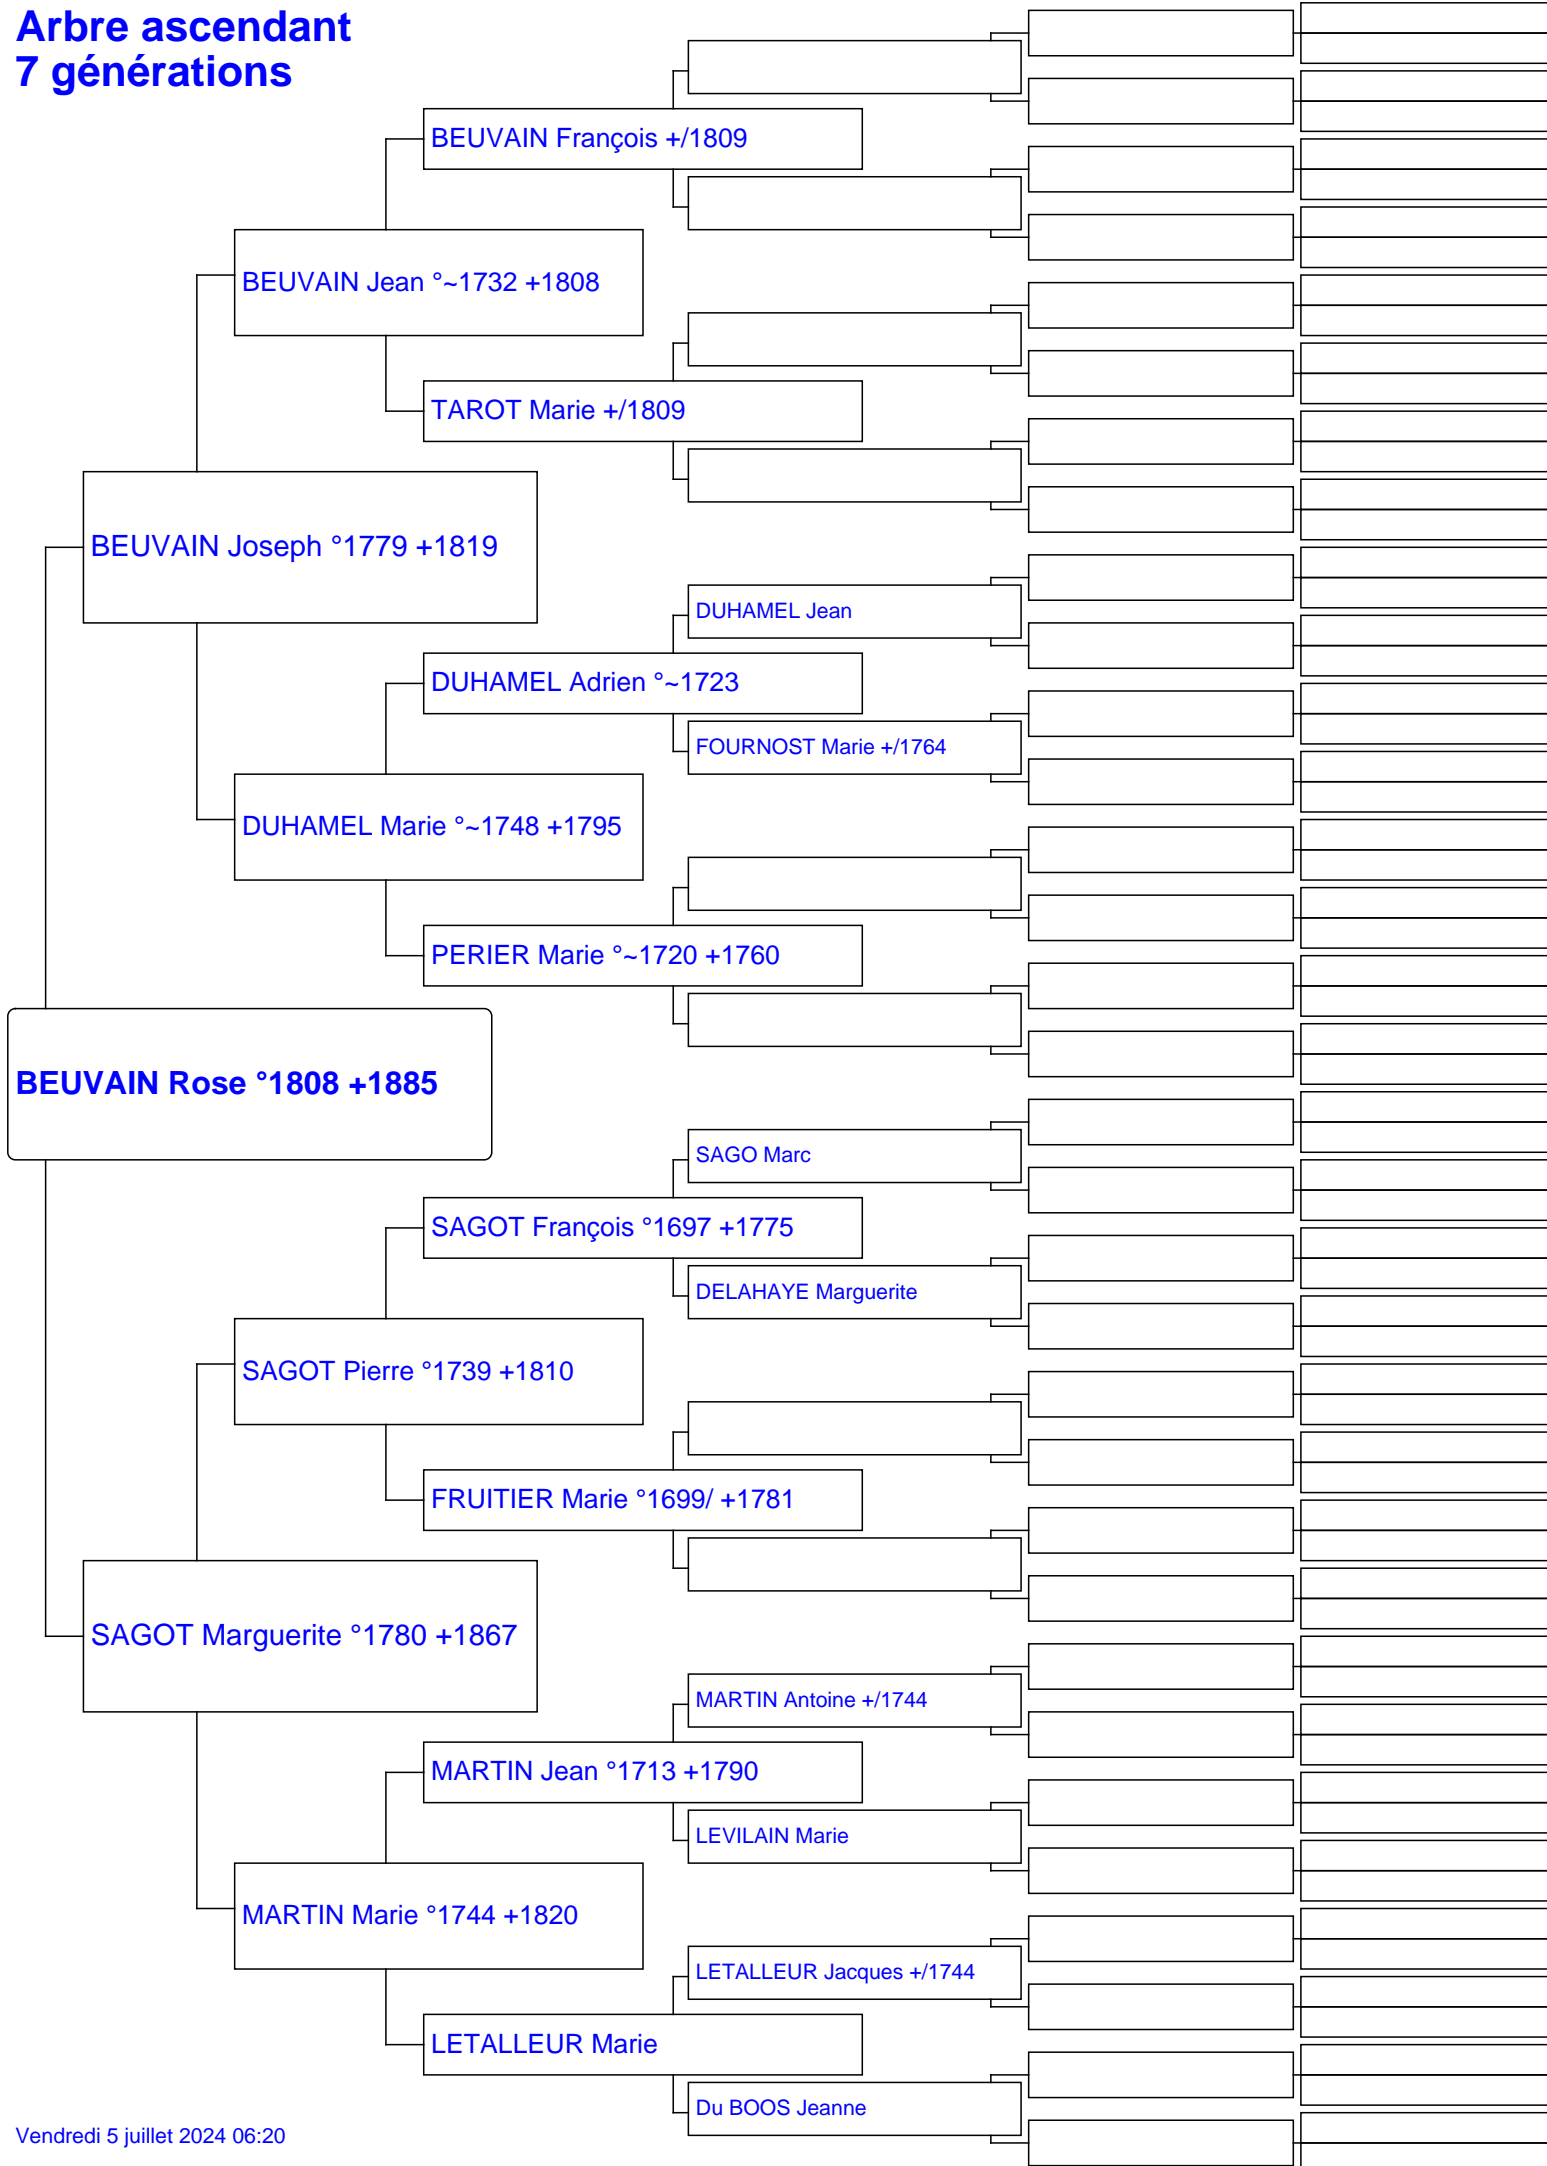 Arbre ascendant
7 générations
BEUVAIN François +/1809
BEUVAIN Jean °~1732 +1808
TAROT Marie +/1809
BEUVAIN Joseph °1779 +1819
DUHAMEL Jean
DUHAMEL Adrien °~1723
FOURNOST Marie +/1764
DUHAMEL Marie °~1748 +1795
PERIER Marie °~1720 +1760
BEUVAIN Rose °1808 +1885
SAGO Marc
SAGOT François °1697 +1775
DELAHAYE Marguerite
SAGOT Pierre °1739 +1810
FRUITIER Marie °1699/ +1781
SAGOT Marguerite °1780 +1867
MARTIN Antoine +/1744
MARTIN Jean °1713 +1790
LEVILAIN Marie
MARTIN Marie °1744 +1820
LETALLEUR Jacques +/1744
LETALLEUR Marie
Du BOOS Jeanne
Vendredi 5 juillet 2024 06:20